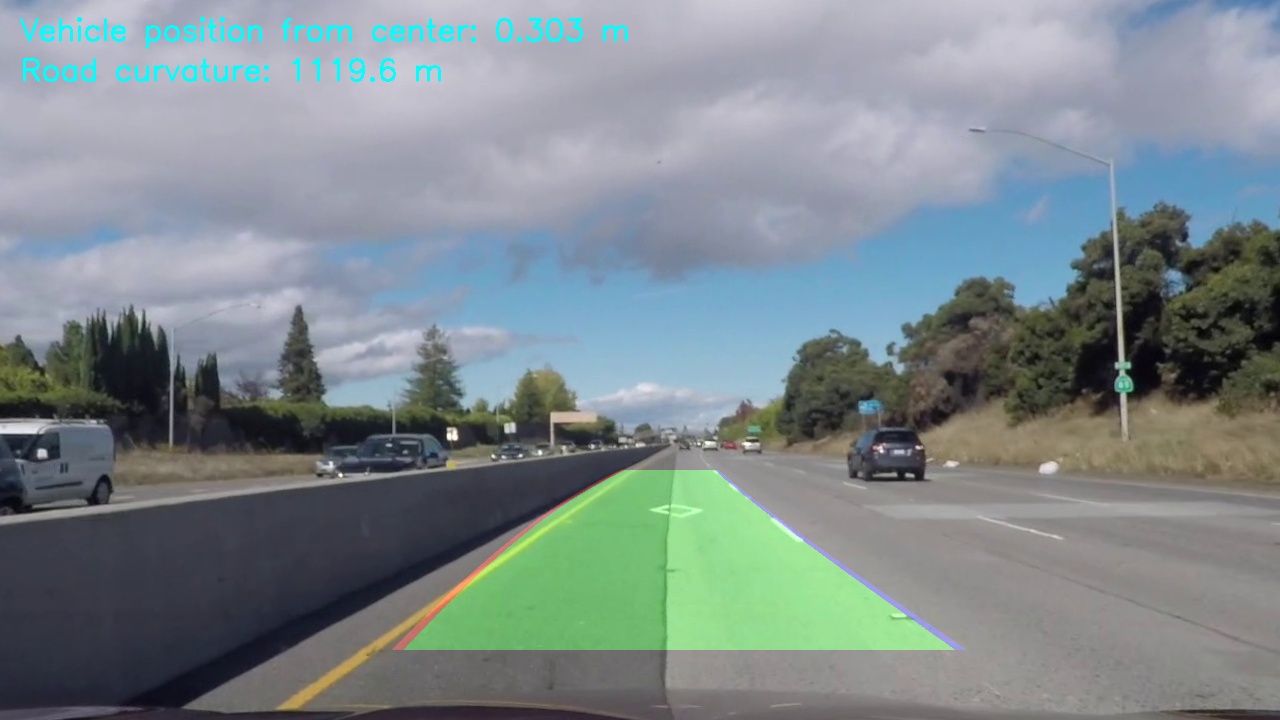 Vehicle position from center: 0.303 m
Road curvature: 1119.6 m